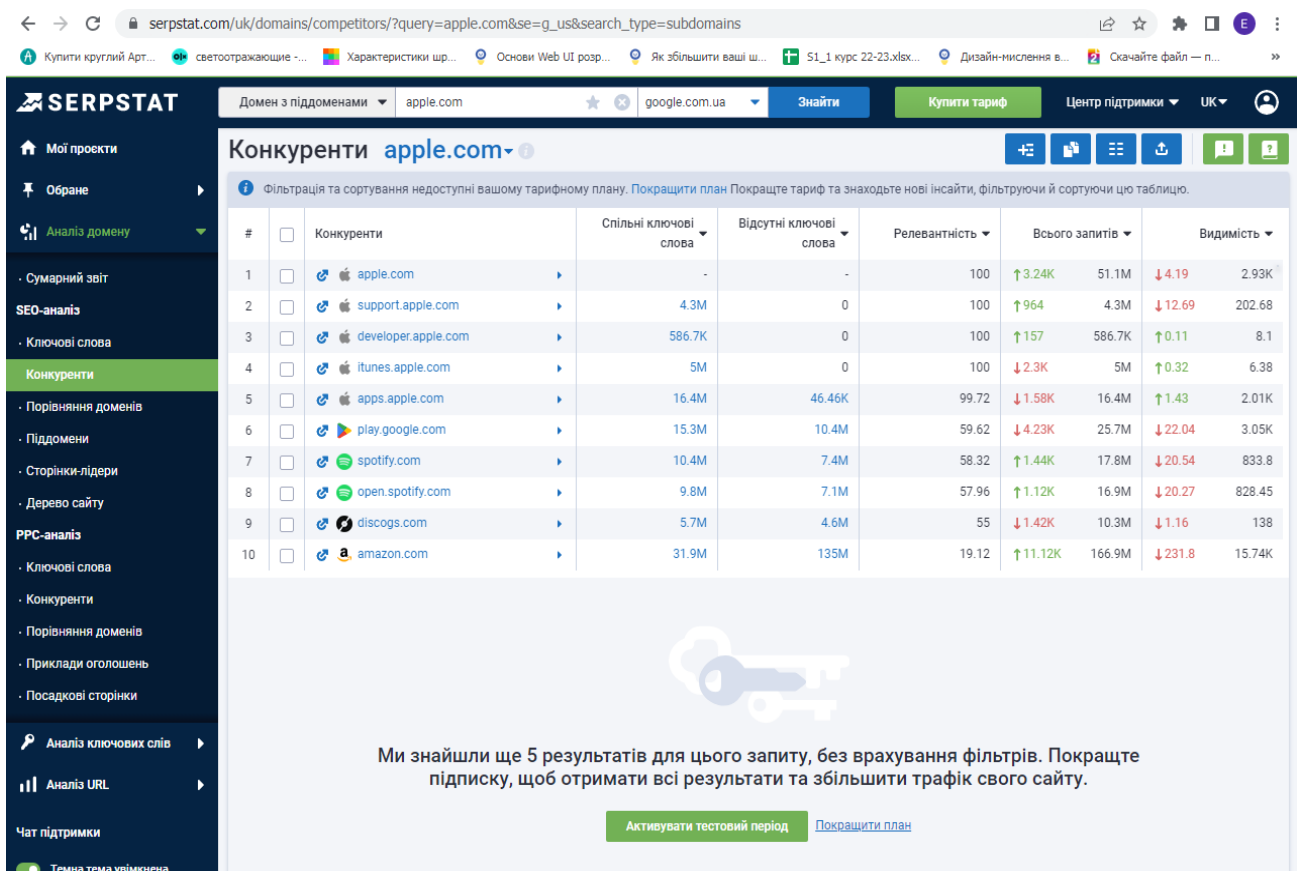 serpstat.com/uk/domains/competitors/?query=apple.com&se=g_us&search_type=subdomains
E
Купити круглий Арт... светоотражающие -... Характеристики шр... Основи Web UI розр... Як збільшити ваші ш... S1_1 курс 22-23.xlsx... Дизайн-мислення в... Скачайте файл — п... »
SERPSTAT
Домен з піддоменами apple.com google.com.ua Знайти Купити тариф Центр підтримки UK
Мої проєкти
Обране
Аналіз домену
· Сумарний звіт
SEO-аналіз
· Ключові слова
Конкуренти
· Порівняння доменів
· Піддомени
· Сторінки-лідери
· Дерево сайту
PPC-аналіз
· Ключові слова
· Конкуренти
· Порівняння доменів
· Приклади оголошень
· Посадкові сторінки
Аналіз ключових слів
Аналіз URL
Чат підтримки
Темна тема увімкнена
Конкуренти apple.com
Фільтрація та сортування недоступні вашому тарифному плану. Покращити план Покращте тариф та знаходьте нові інсайти, фільтруючи й сортуючи цю таблицю.
# Конкуренти Спільні ключові слова Відсутні ключові слова Релевантність Всього запитів Видимість
1 apple.com - - 100 ↑3.24K 51.1M ↓4.19 2.93K
2 support.apple.com 4.3M 0 100 ↑964 4.3M ↓12.69 202.68
3 developer.apple.com 586.7K 0 100 ↑157 586.7K ↑0.11 8.1
4 itunes.apple.com 5M 0 100 ↓2.3K 5M ↑0.32 6.38
5 apps.apple.com 16.4M 46.46K 99.72 ↓1.58K 16.4M ↑1.43 2.01K
6 play.google.com 15.3M 10.4M 59.62 ↓4.23K 25.7M ↓22.04 3.05K
7 spotify.com 10.4M 7.4M 58.32 ↑1.44K 17.8M ↓20.54 833.8
8 open.spotify.com 9.8M 7.1M 57.96 ↑1.12K 16.9M ↓20.27 828.45
9 discogs.com 5.7M 4.6M 55 ↓1.42K 10.3M ↓1.16 138
10 amazon.com 31.9M 135M 19.12 ↑11.12K 166.9M ↓231.8 15.74K
Ми знайшли ще 5 результатів для цього запиту, без врахування фільтрів. Покращте
підписку, щоб отримати всі результати та збільшити трафік свого сайту.
Активувати тестовий період Покращити план